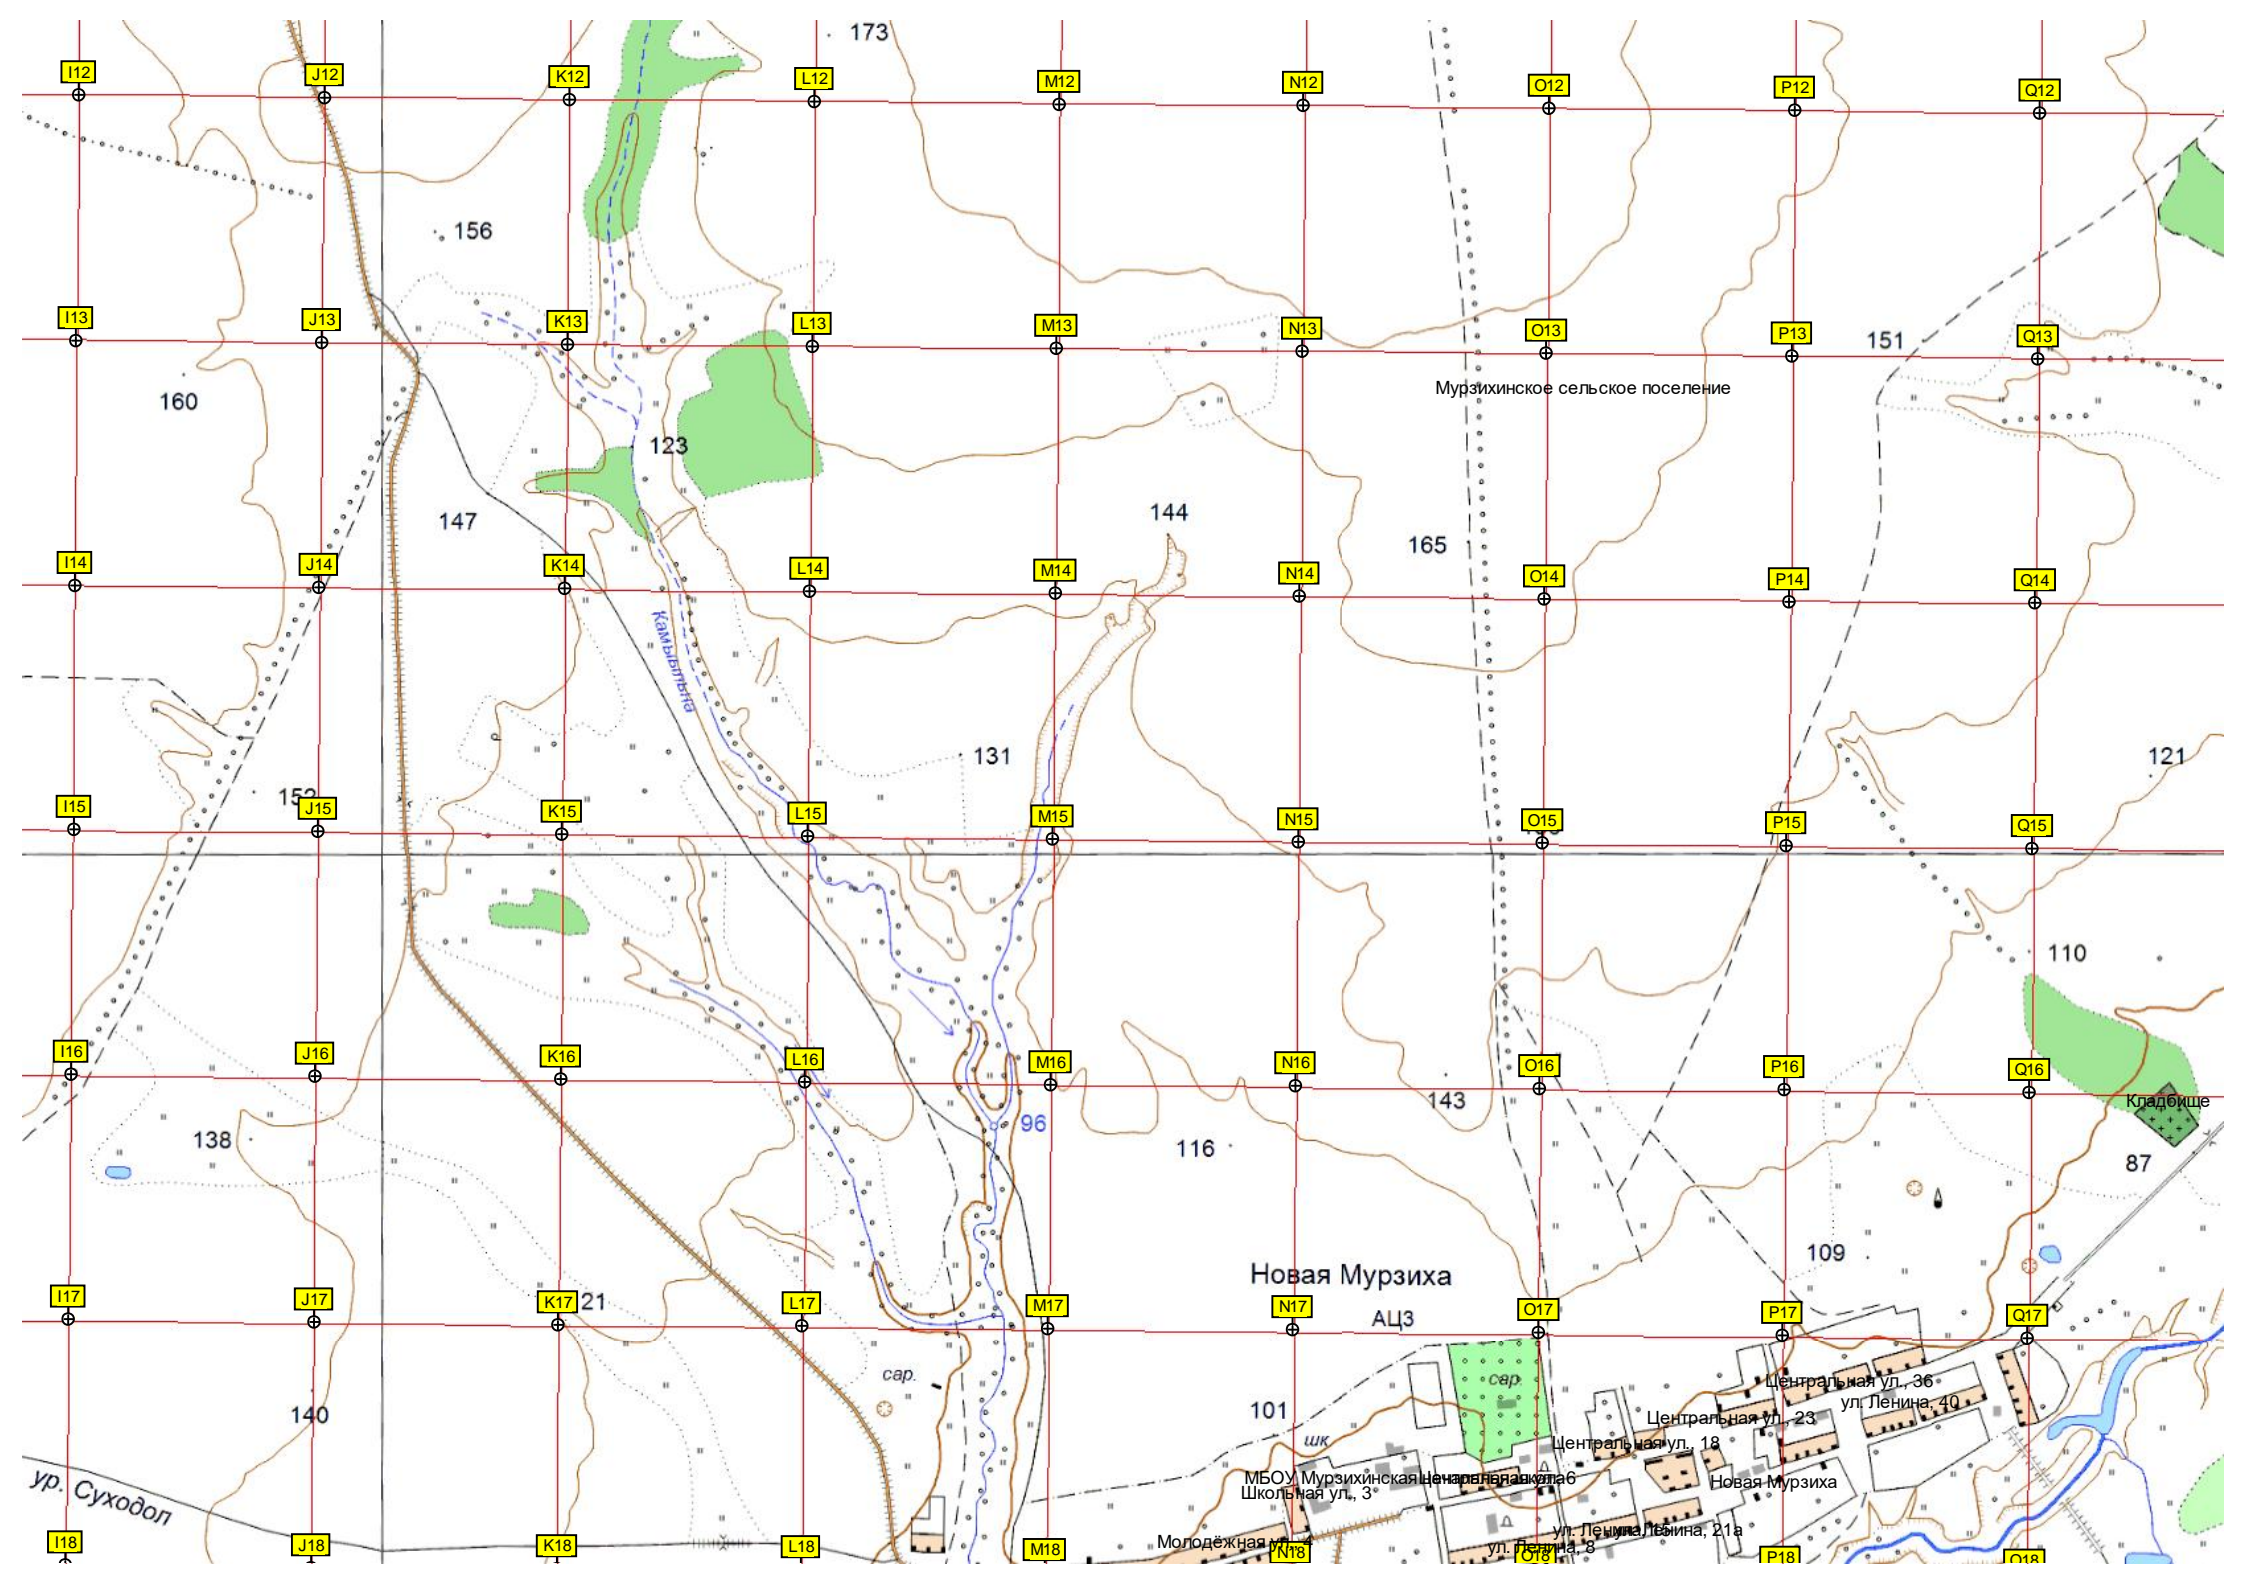 173
I12
J12
K12
L12
M12
N12
O12
P12
Q12
156
I13
J13
K13
L13
M13
N13
O13
P13
151
Q13
160
Мурзихинское сельское поселение
123
147
144
165
I14
J14
K14
L14
M14
N14
O14
P14
Q14
Камыылына
131
121
I15
J15
K15
L15
M15
N15
O15
P15
Q15
110
I16
J16
K16
L16
M16
N16
O16
P16
Q16
138
96
116
143
Кладбище
87
109
Новая Мурзиха
I17
J17
K17
21
L17
M17
N17
АЦЗ
O17
P17
Q17
сар.
сар
140
101
Центральная ул., 36
ул. Ленина, 40
Центральная ул., 23
шк
Центральная ул., 18
МБОУ Мурзихинская
Новая Мурзиха
Школьная ул., 3
ур. Суходол
ул. Ленина, 21а
Молодёжная ул., 4
ул. Ленина, 8
I18
J18
K18
L18
M18
N18
O18
P18
Q18